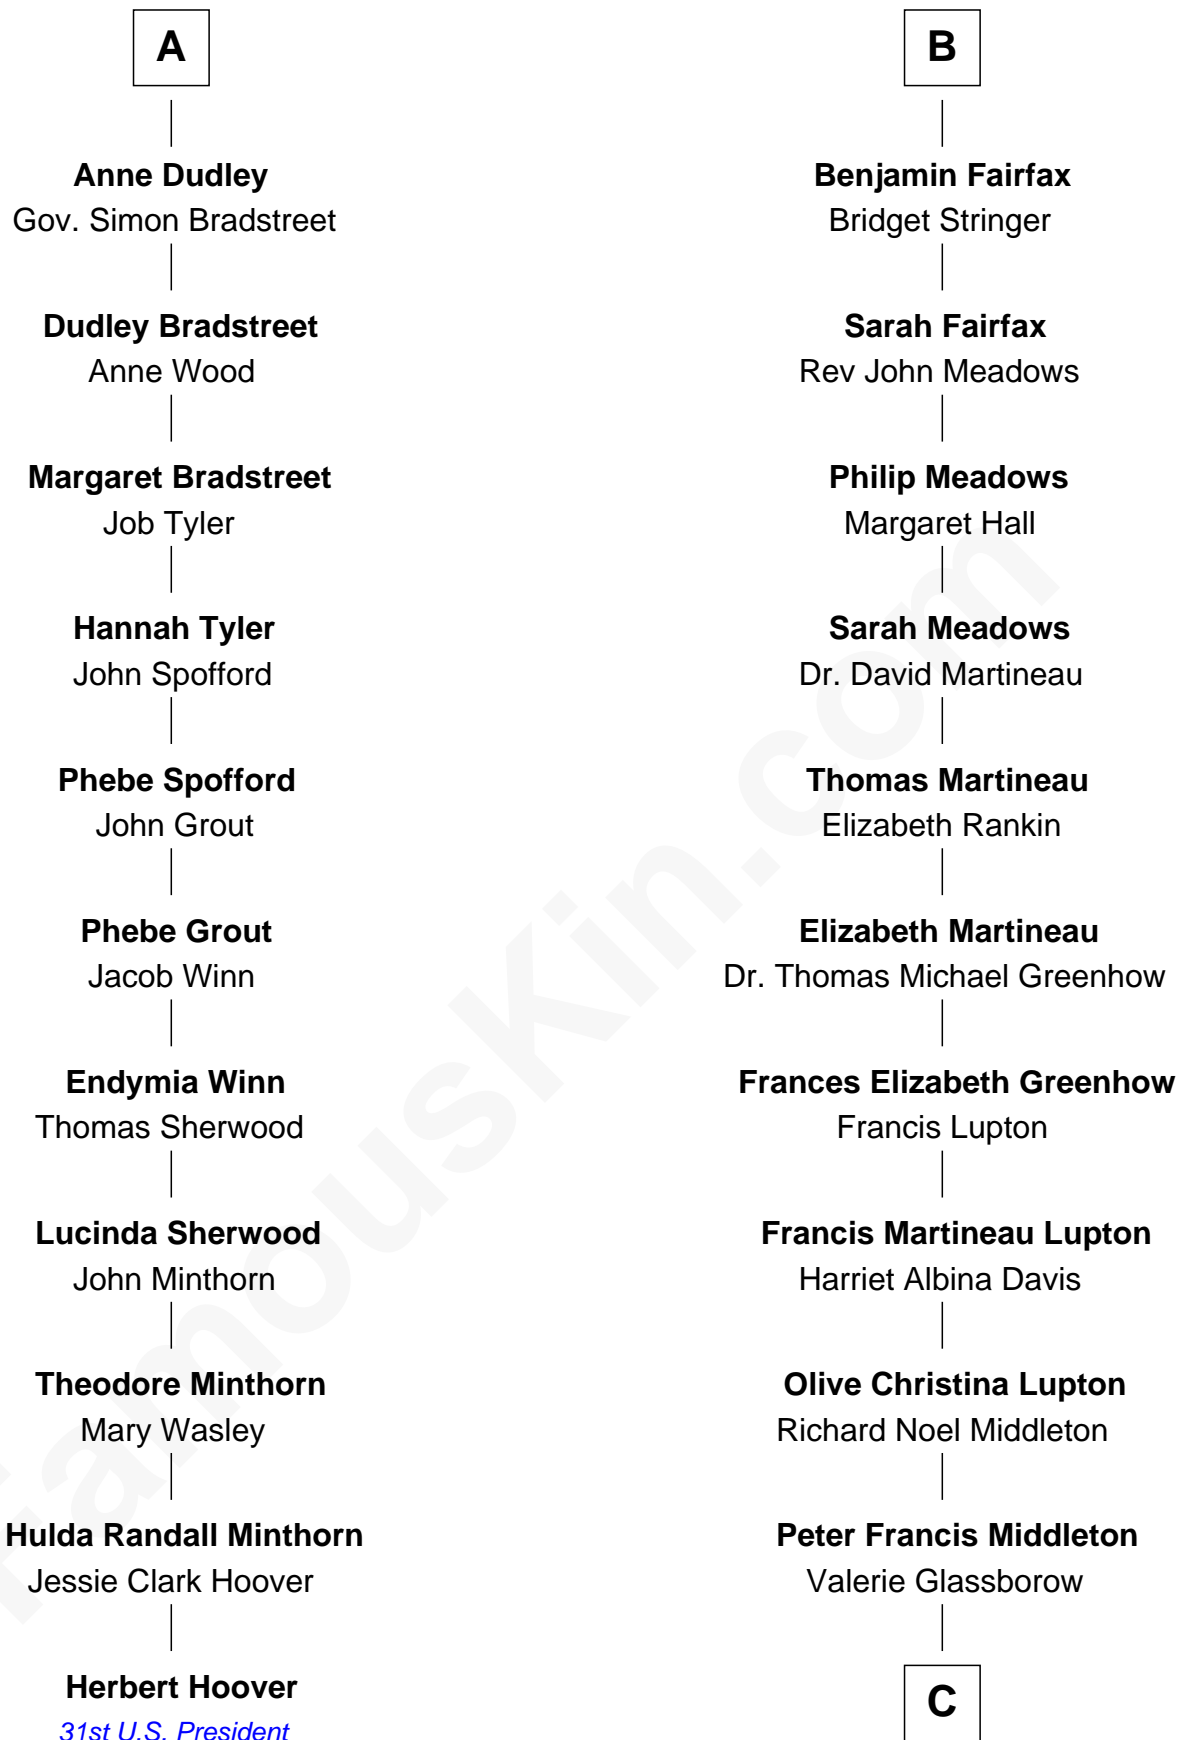 A
Anne Dudley
Gov. Simon Bradstreet
Dudley Bradstreet
Anne Wood
Margaret Bradstreet
Job Tyler
Hannah Tyler
John Spofford
Phebe Spofford
John Grout
Phebe Grout
Jacob Winn
Endymia Winn
Thomas Sherwood
Lucinda Sherwood
John Minthorn
Theodore Minthorn
Mary Wasley
Hulda Randall Minthorn
Jessie Clark Hoover
Herbert Hoover
31st U.S. President
B
Benjamin Fairfax
Bridget Stringer
Sarah Fairfax
Rev John Meadows
Philip Meadows
Margaret Hall
Sarah Meadows
Dr. David Martineau
Thomas Martineau
Elizabeth Rankin
Elizabeth Martineau
Dr. Thomas Michael Greenhow
Frances Elizabeth Greenhow
Francis Lupton
Francis Martineau Lupton
Harriet Albina Davis
Olive Christina Lupton
Richard Noel Middleton
Peter Francis Middleton
Valerie Glassborow
C
FamousKin.com